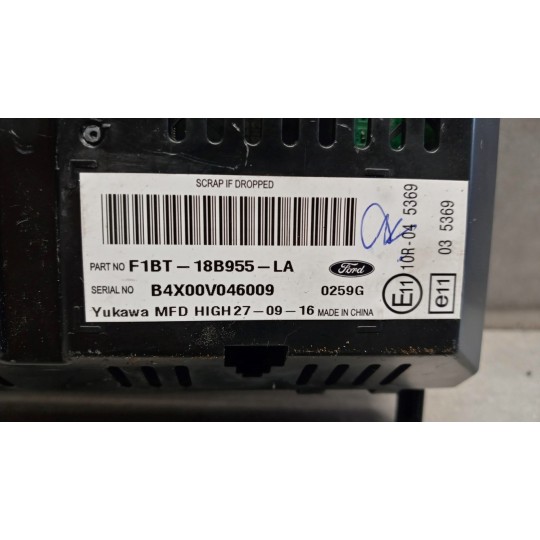 SCRAP IF DROPPED
PART NO F1BT-18B955-LA
Ford
SERIAL NO B4X00V046009 0259G
Yukawa MFD HIGH 27-09-16 MADE IN CHINA
E11 10R-04 5369
e11 03 5369